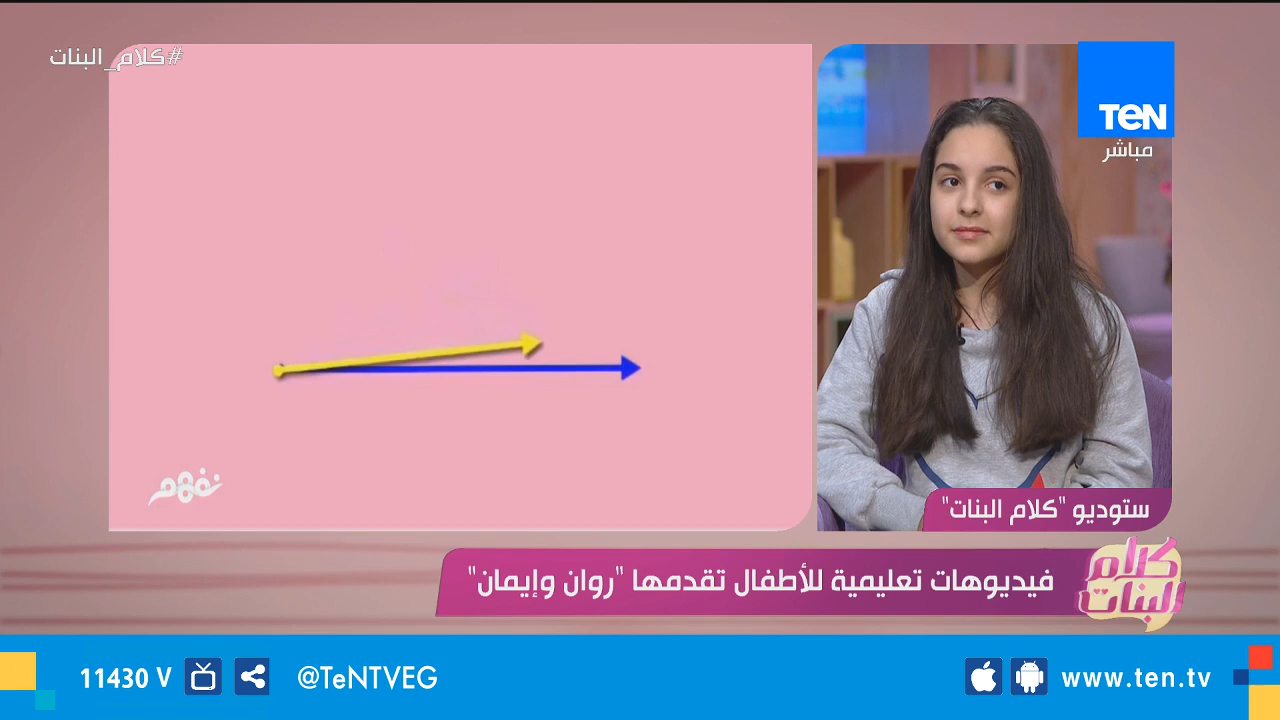 #كلام_البنات
TEN
مباشر
نفهم
ستوديو "كلام البنات"
فيديوهات تعليمية للأطفال تقدمها "روان وإيمان"
كلام
البنات
11430 V
@TeNTVEG
www.ten.tv